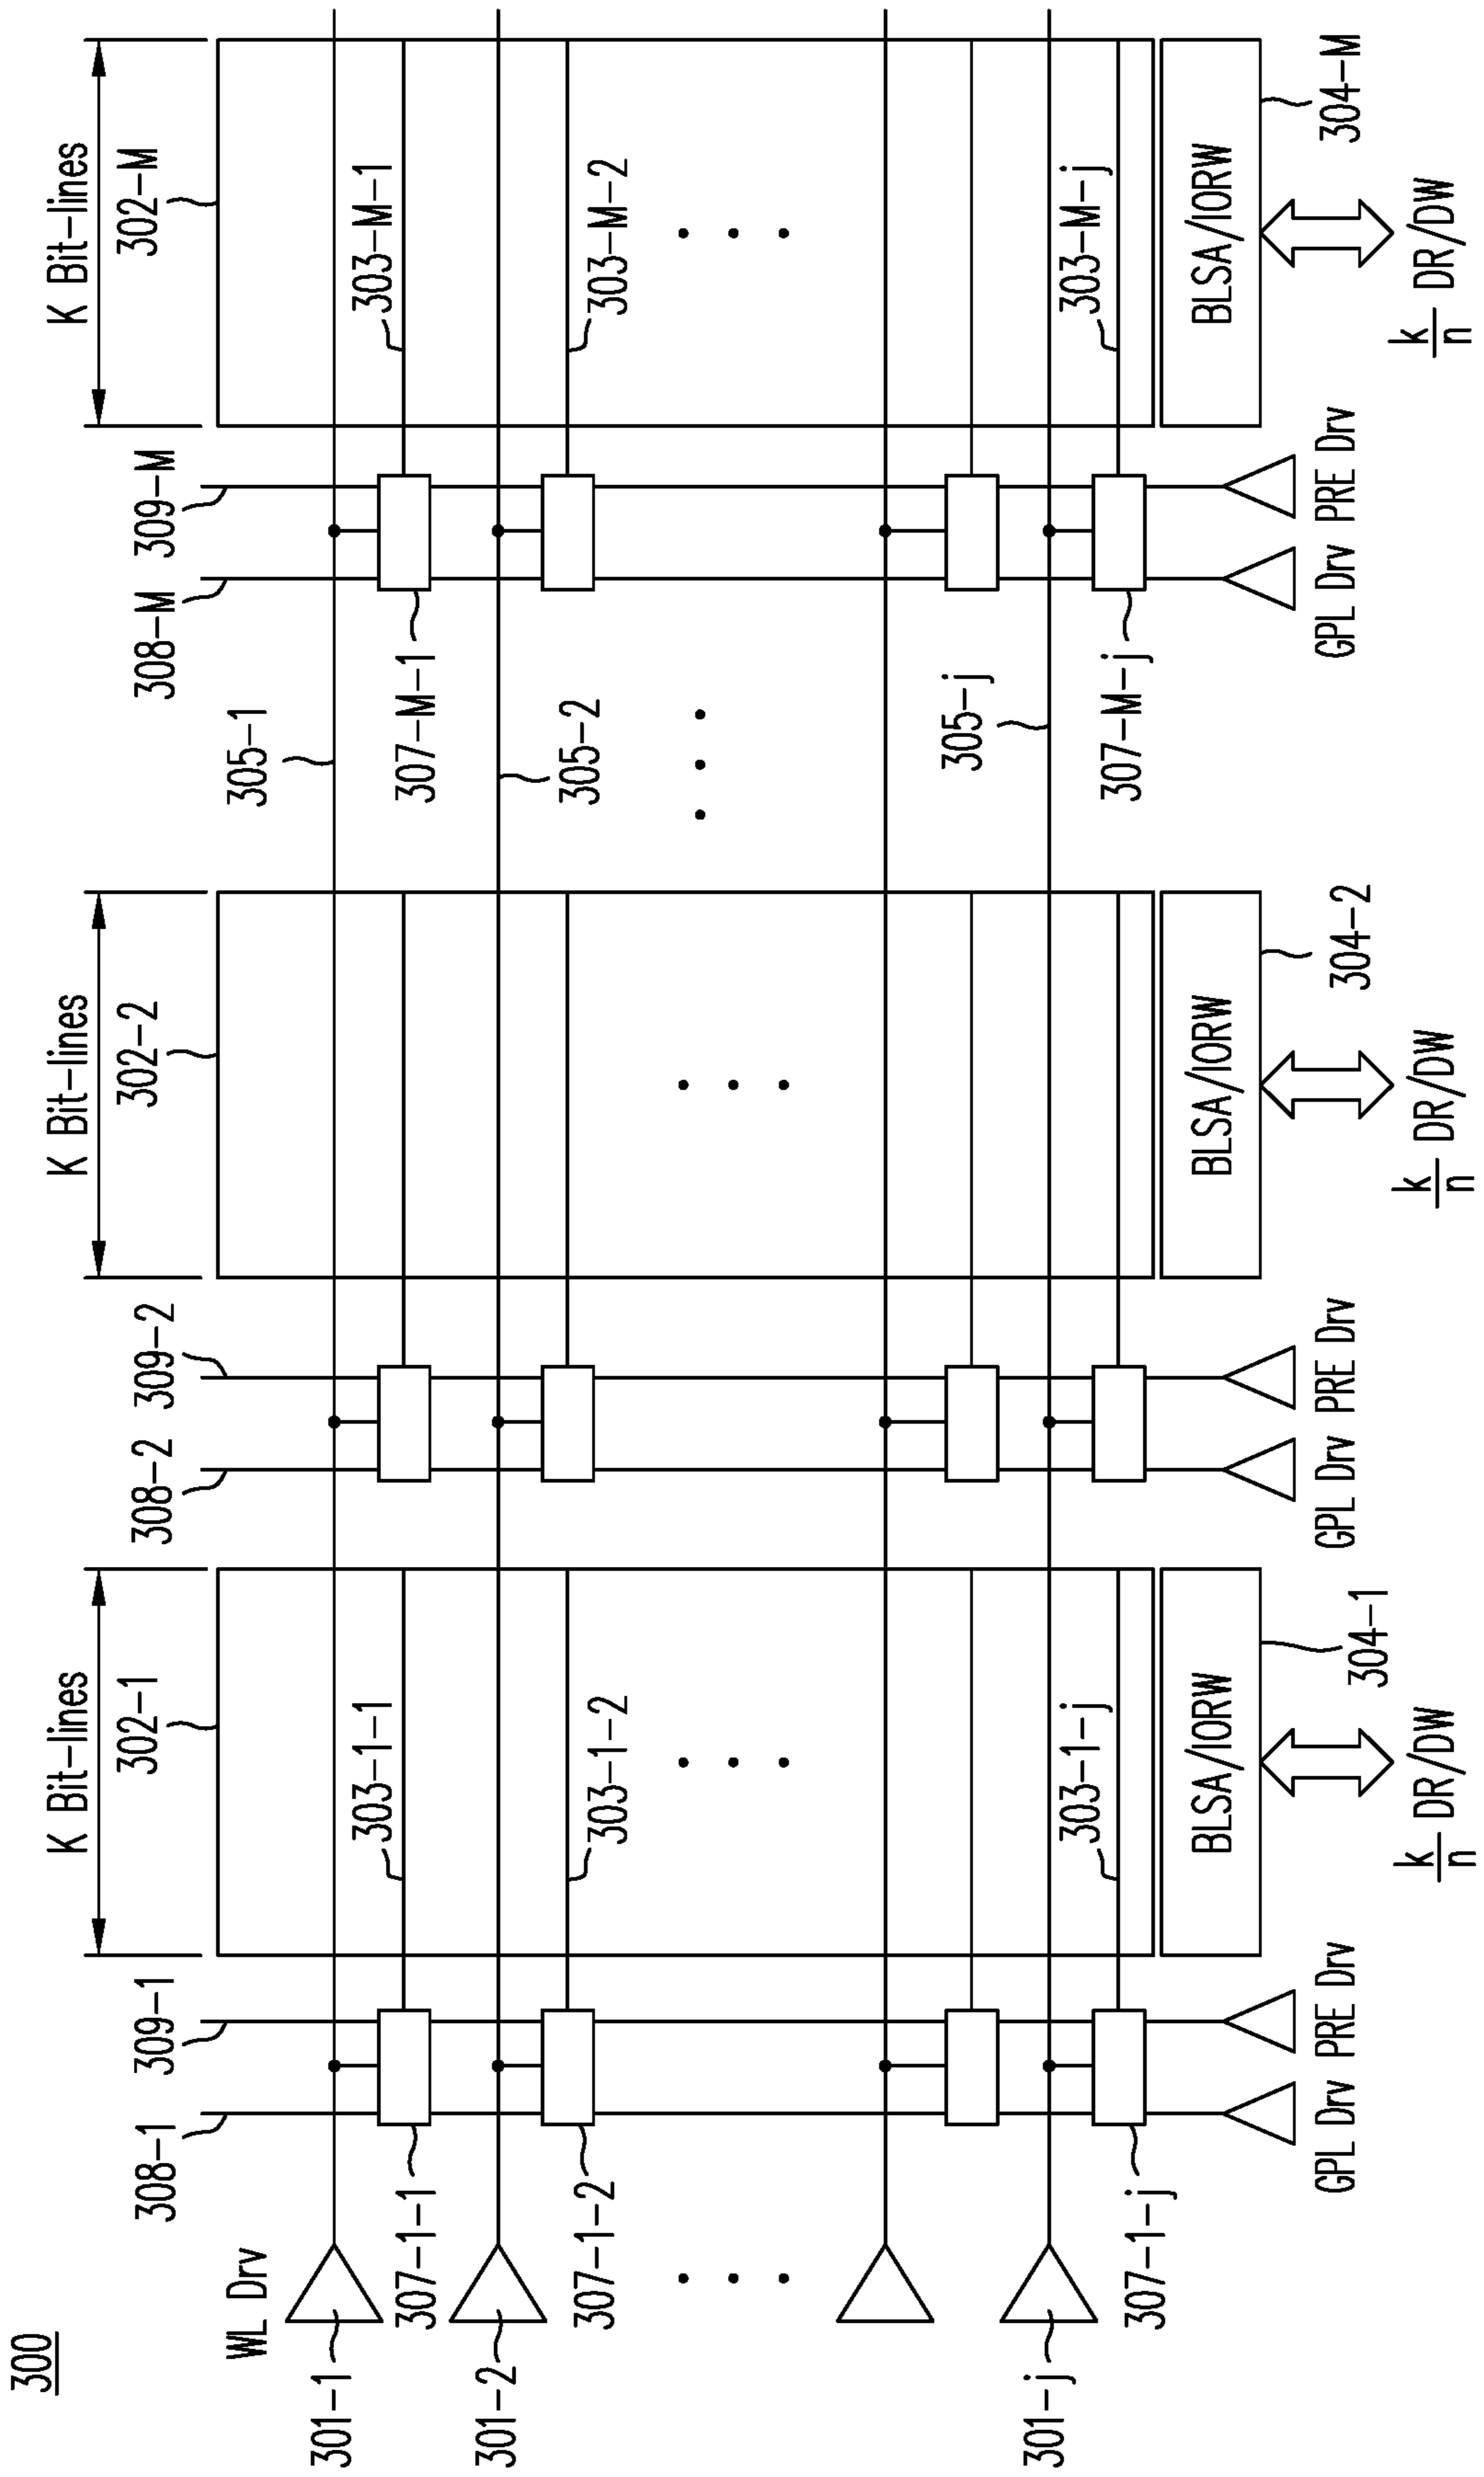 300
K Bit-lines
K Bit-lines
K Bit-lines
308-1
309-1
302-1
308-2
309-2
302-2
308-M
309-M
302-M
WL Drv
305-1
301-1
303-1-1
303-M-1
307-1-1
307-M-1
301-2
305-2
307-1-2
303-1-2
303-M-2
305-j
301-j
303-1-j
303-M-j
307-1-j
307-M-j
BLSA/IORW
BLSA/IORW
BLSA/IORW
GPL Drv PRE Drv
304-1
GPL Drv PRE Drv
304-2
GPL Drv PRE Drv
304-M
k/n DR/DW
k/n DR/DW
k/n DR/DW